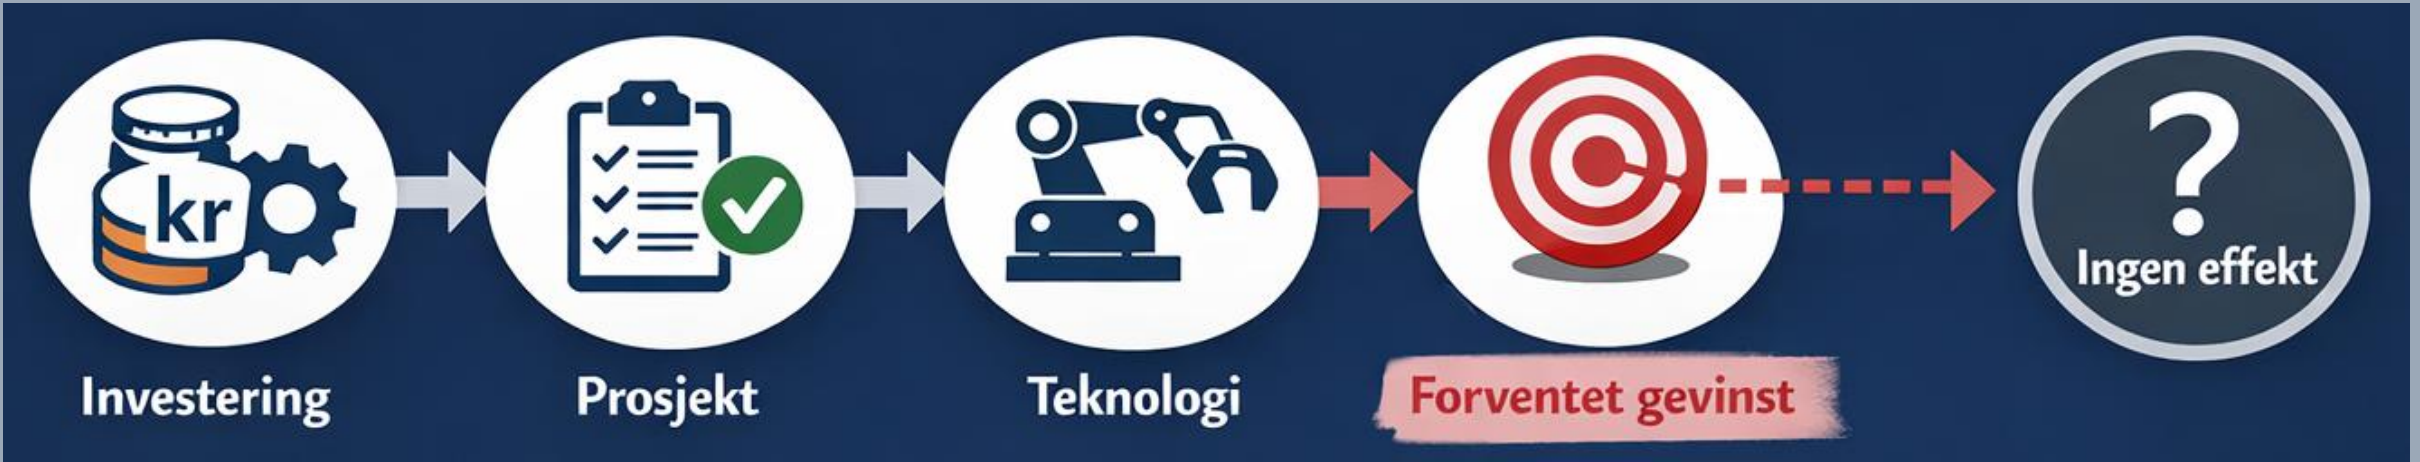 kr
Investering
Prosjekt
Teknologi
Forventet gevinst
?
Ingen effekt